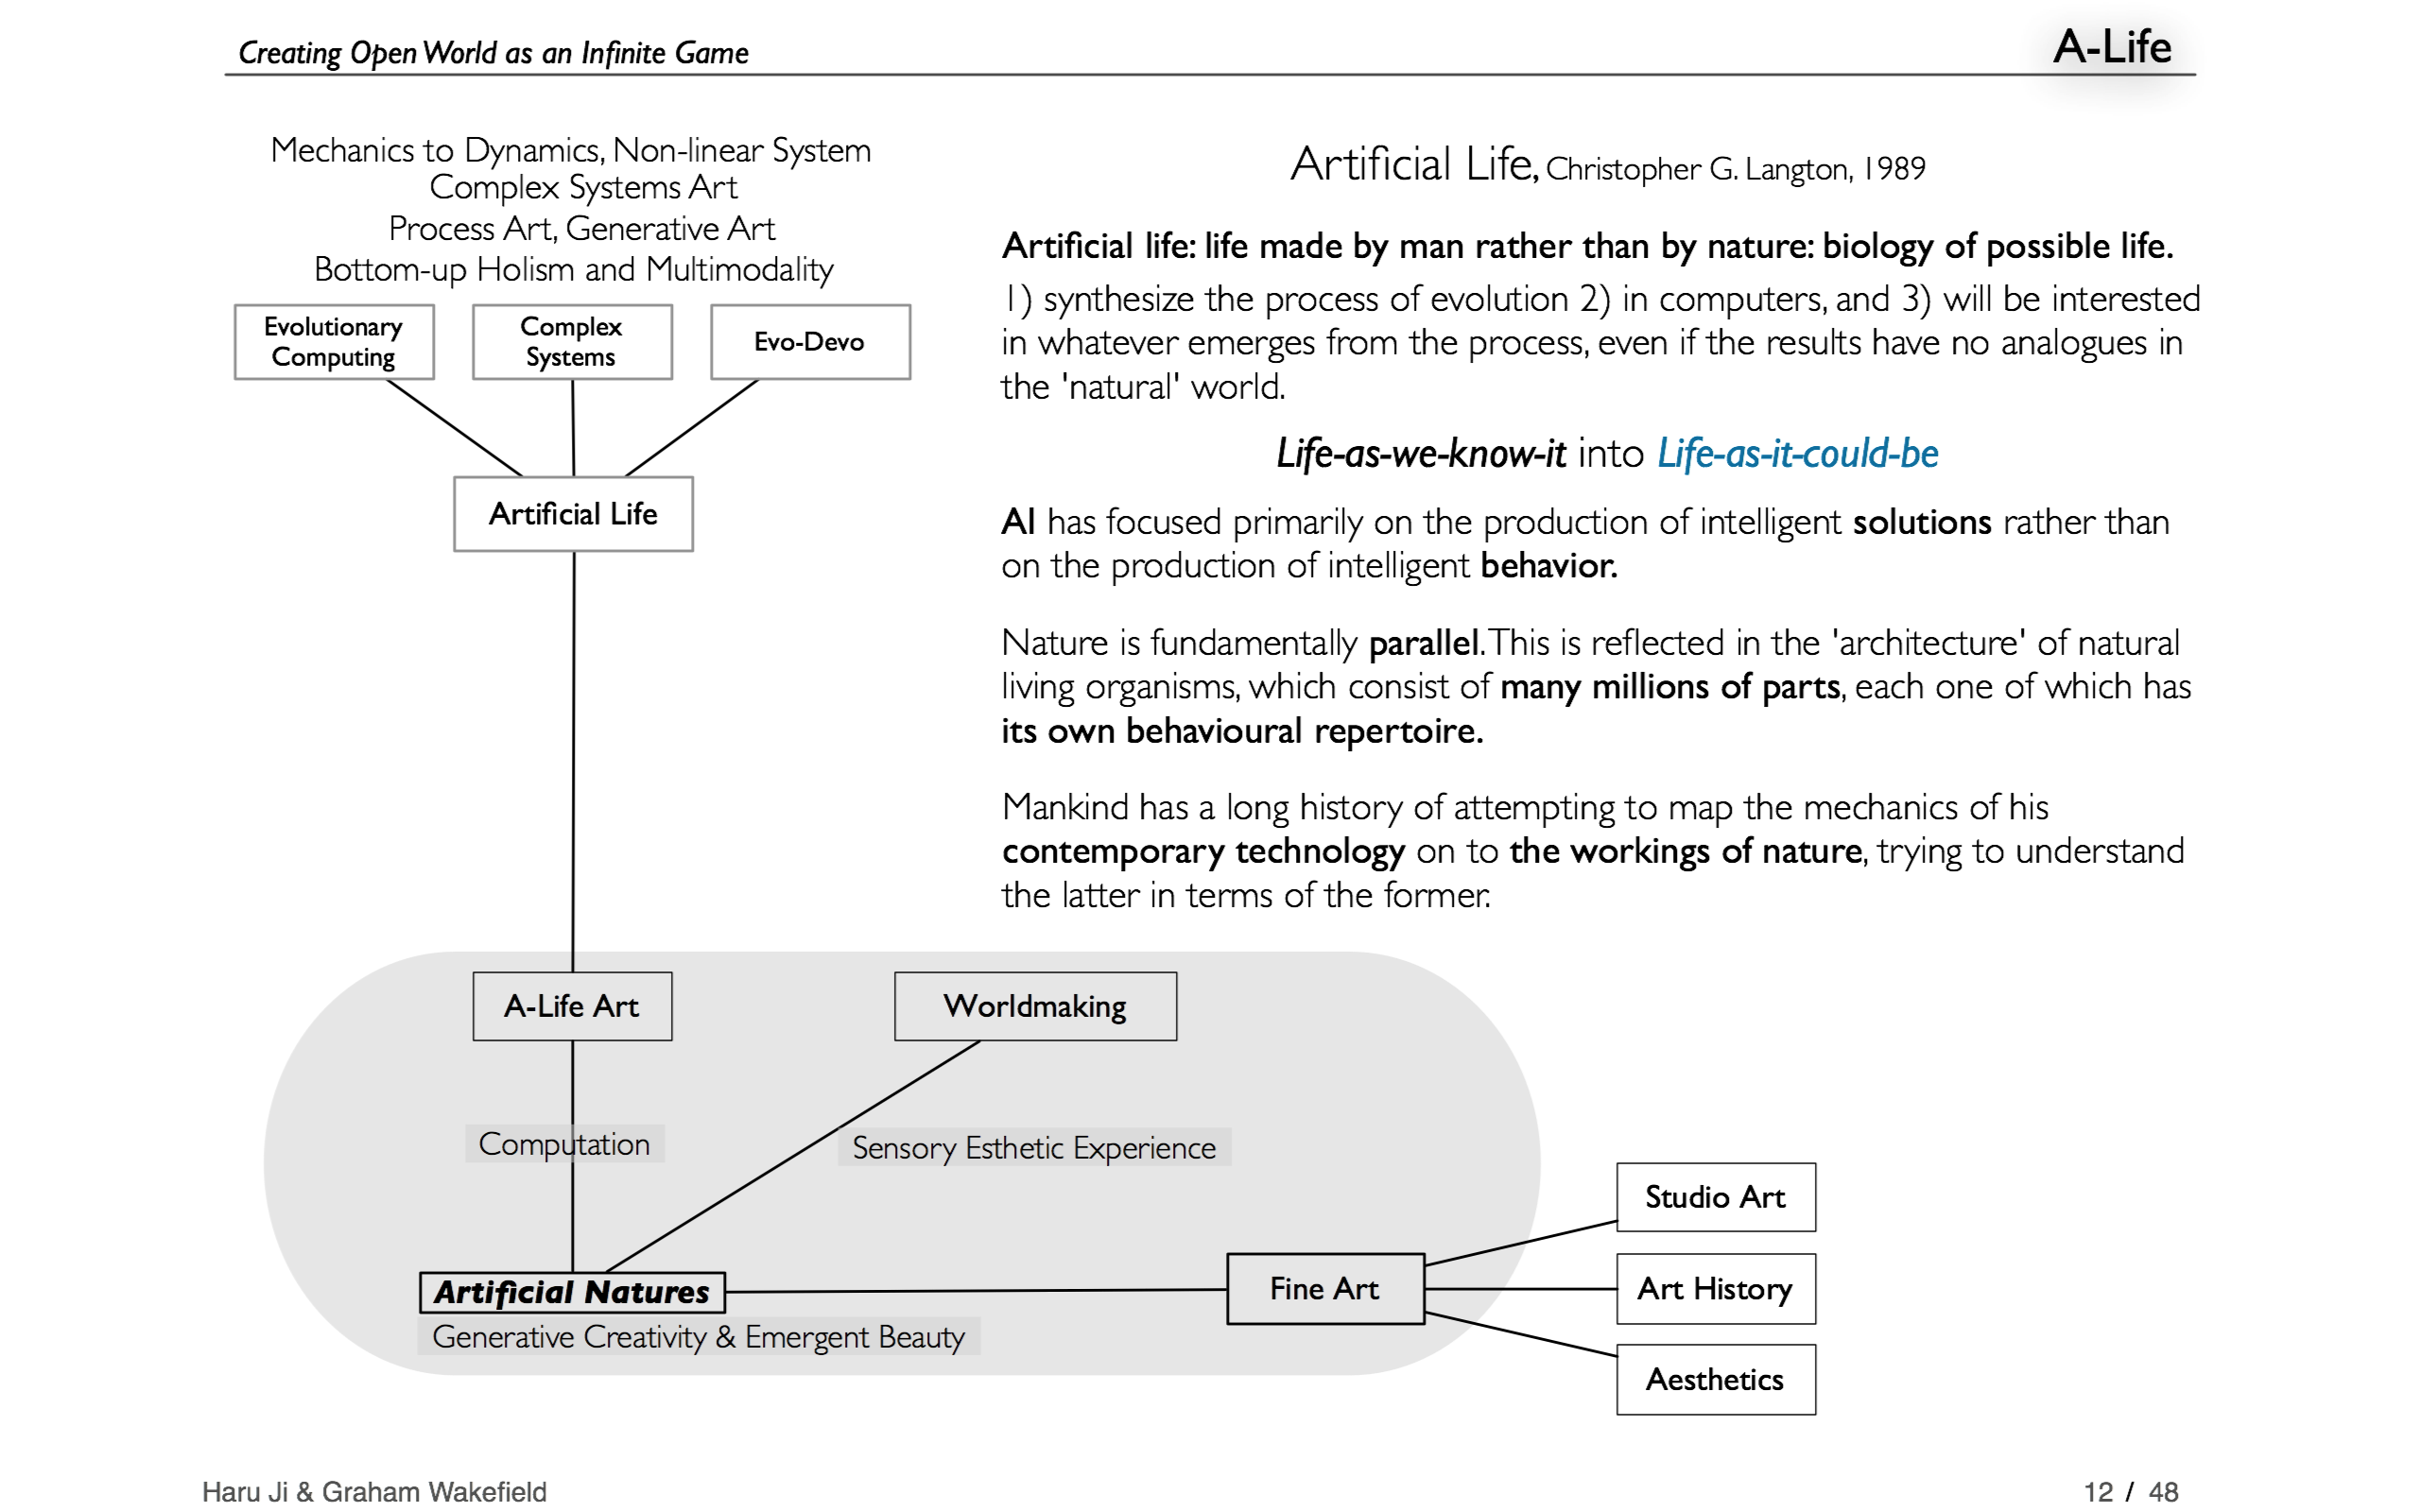 Creating Open World as an Infinite Game
A-Life
Mechanics to Dynamics, Non-linear System
Complex Systems Art
Process Art, Generative Art
Bottom-up Holism and Multimodality
Evolutionary
Computing
Complex
Systems
Evo-Devo
Artificial Life
Artificial Life, Christopher G. Langton, 1989
Artificial life: life made by man rather than by nature: biology of possible life.
1) synthesize the process of evolution 2) in computers, and 3) will be interested
in whatever emerges from the process, even if the results have no analogues in
the 'natural' world.
Life-as-we-know-it into Life-as-it-could-be
AI has focused primarily on the production of intelligent solutions rather than
on the production of intelligent behavior.
Nature is fundamentally parallel. This is reflected in the 'architecture' of natural
living organisms, which consist of many millions of parts, each one of which has
its own behavioural repertoire.
Mankind has a long history of attempting to map the mechanics of his
contemporary technology on to the workings of nature, trying to understand
the latter in terms of the former.
A-Life Art
Worldmaking
Computation
Sensory Esthetic Experience
Artificial Natures
Generative Creativity & Emergent Beauty
Fine Art
Studio Art
Art History
Aesthetics
Haru Ji & Graham Wakefield
12 / 48